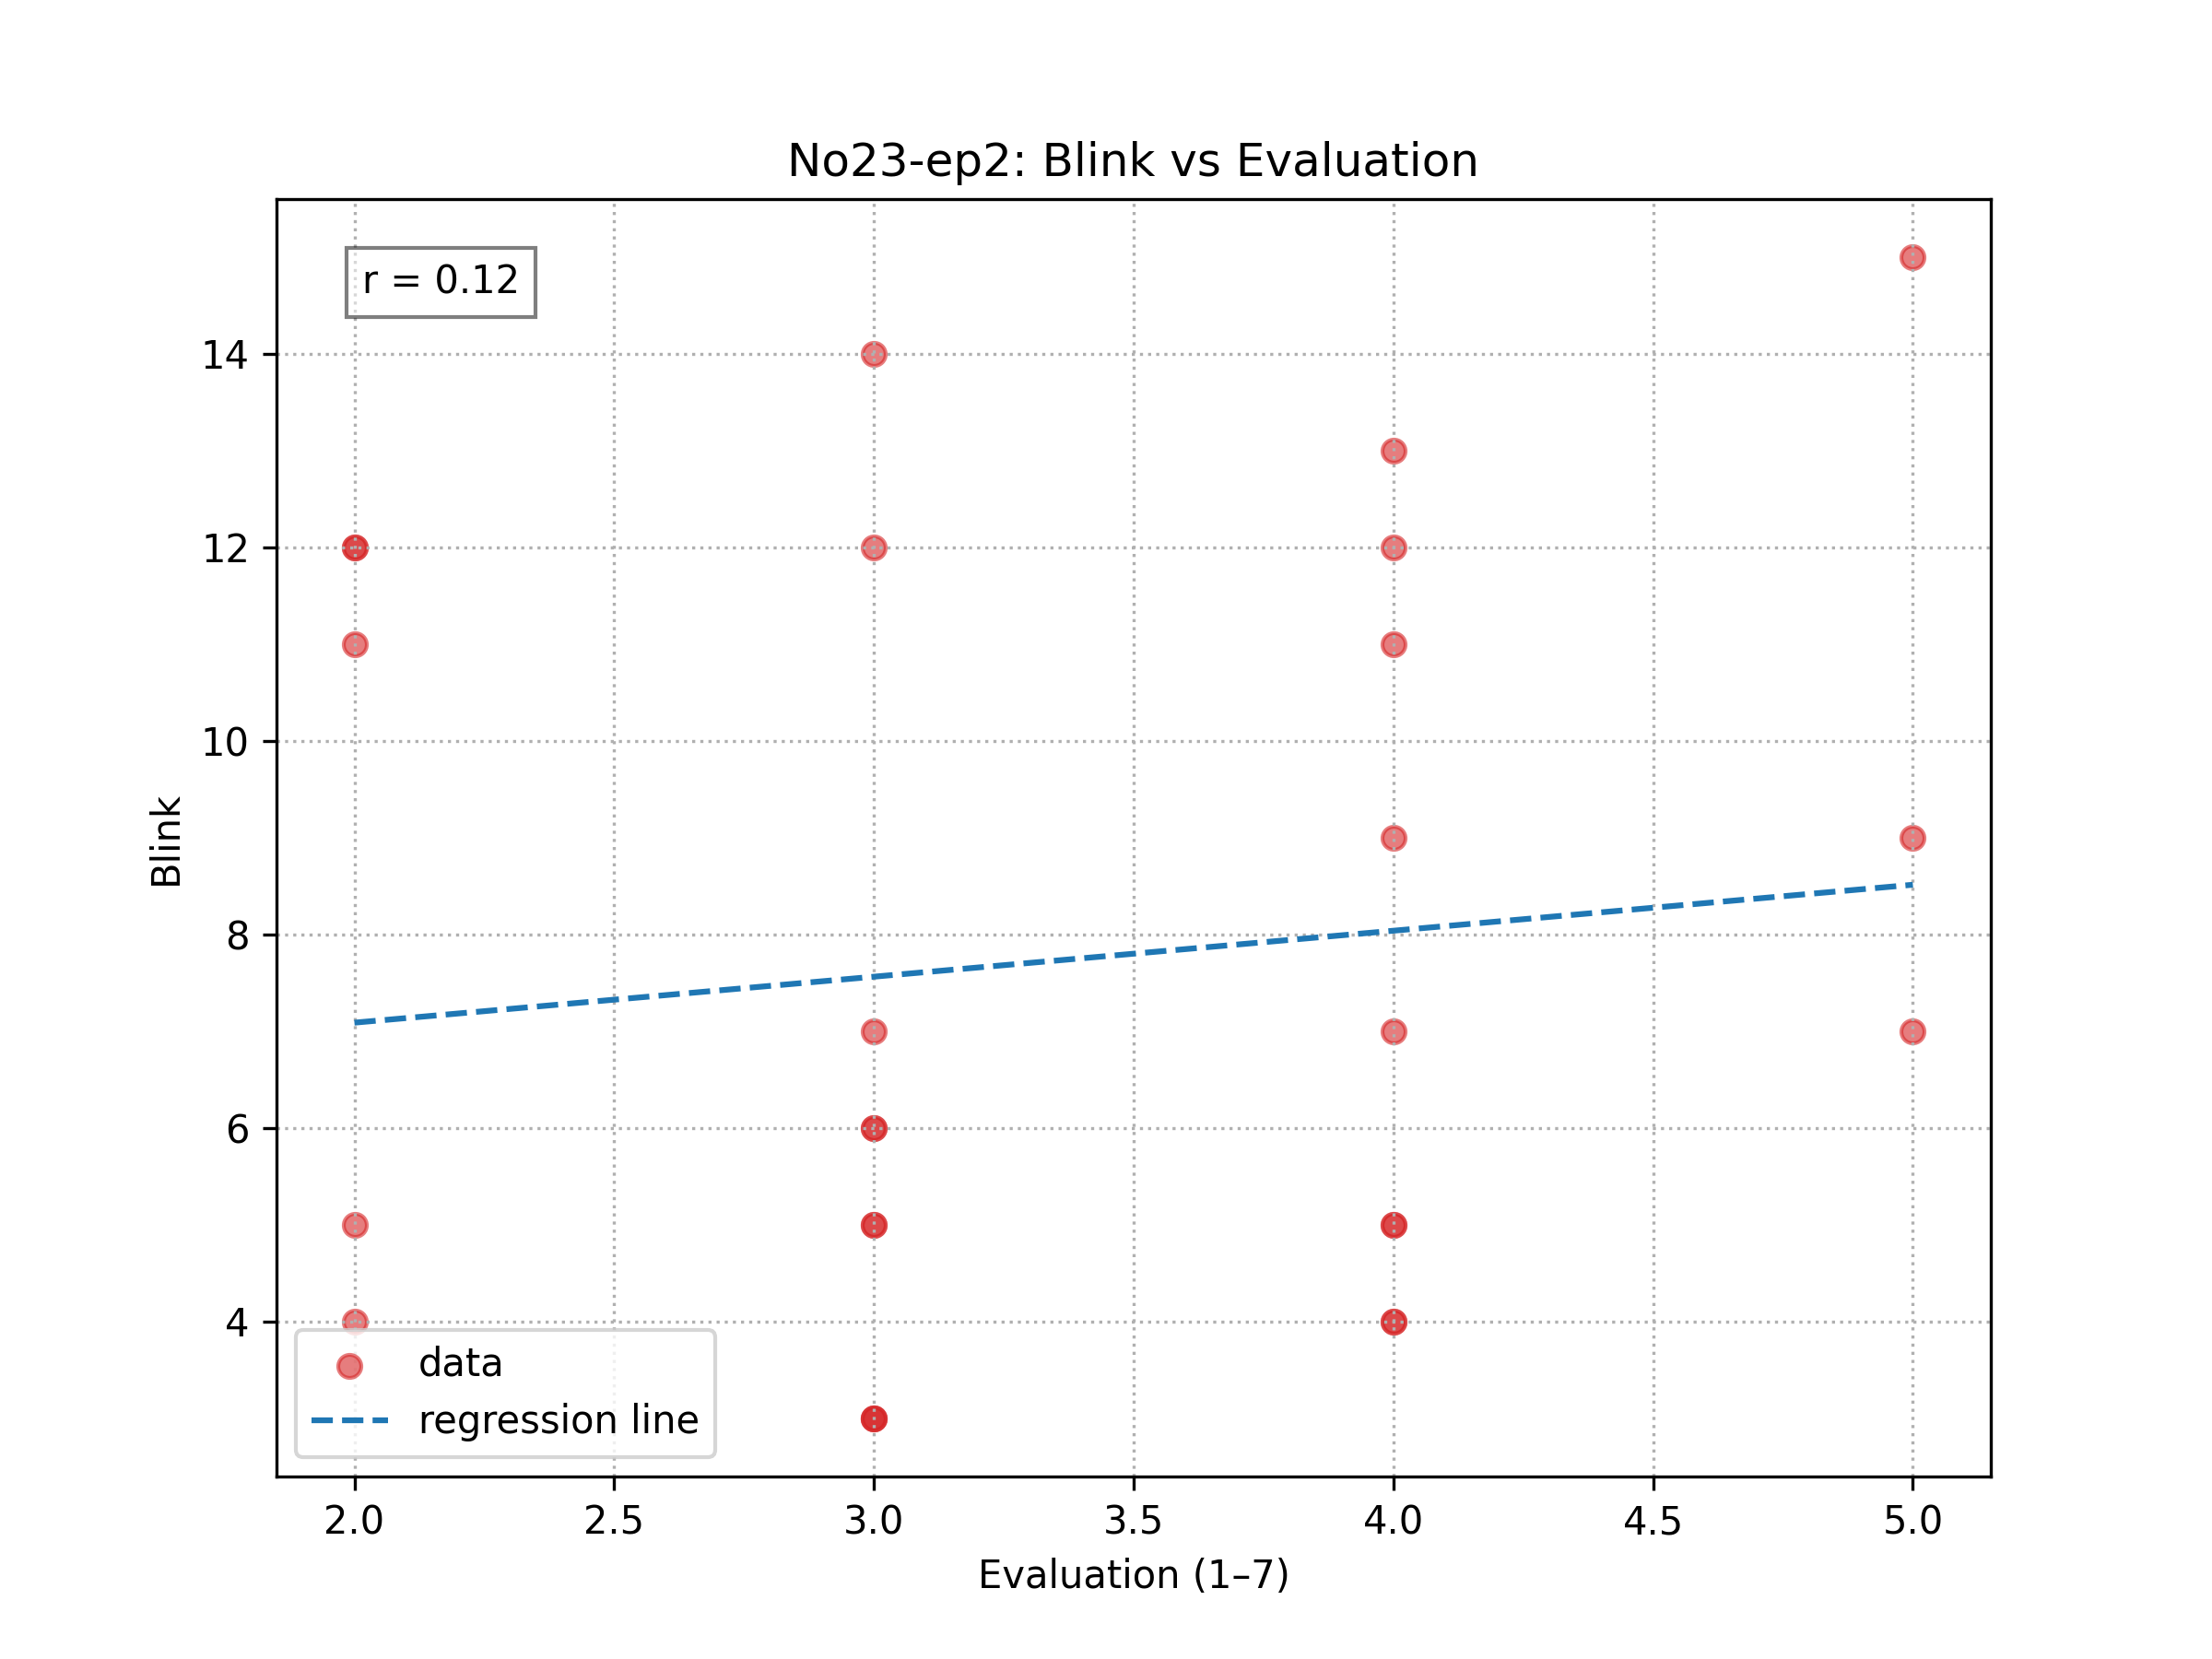 No23-ep2: Blink vs Evaluation
r = 0.12
14
12
10
8
6
4
Blink
data
regression line
2.0 2.5 3.0 3.5 4.0 4.5 5.0
Evaluation (1–7)